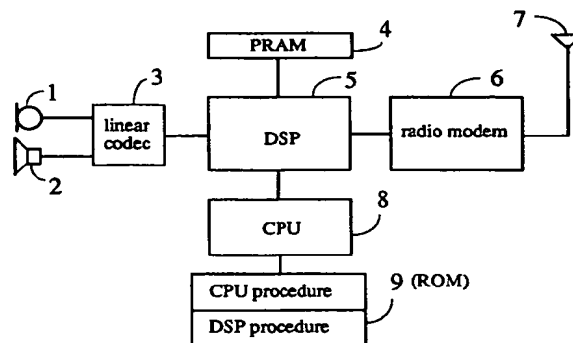 PRAM
4
7
1
3
5
6
linear
codec
DSP
radio modem
2
8
CPU
CPU procedure
9 (ROM)
DSP procedure